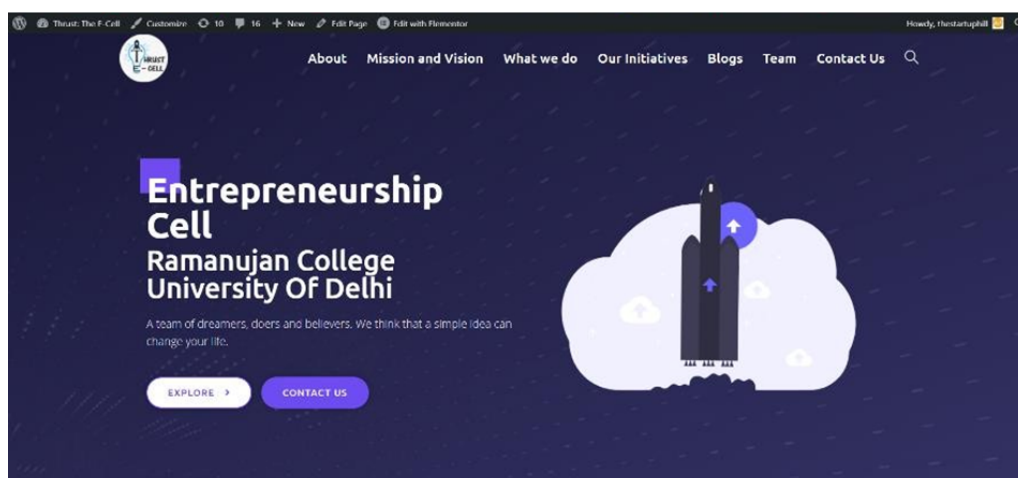 Thrust: The E-Cell Customize 10 16 New Edit Page Edit with Elementor Howdy, thestartuphill
THRUST
E - CELL
About Mission and Vision What we do Our Initiatives Blogs Team Contact Us
Entrepreneurship
Cell
Ramanujan College
University Of Delhi
A team of dreamers, doers and believers. We think that a simple idea can
change your life.
EXPLORE >
CONTACT US